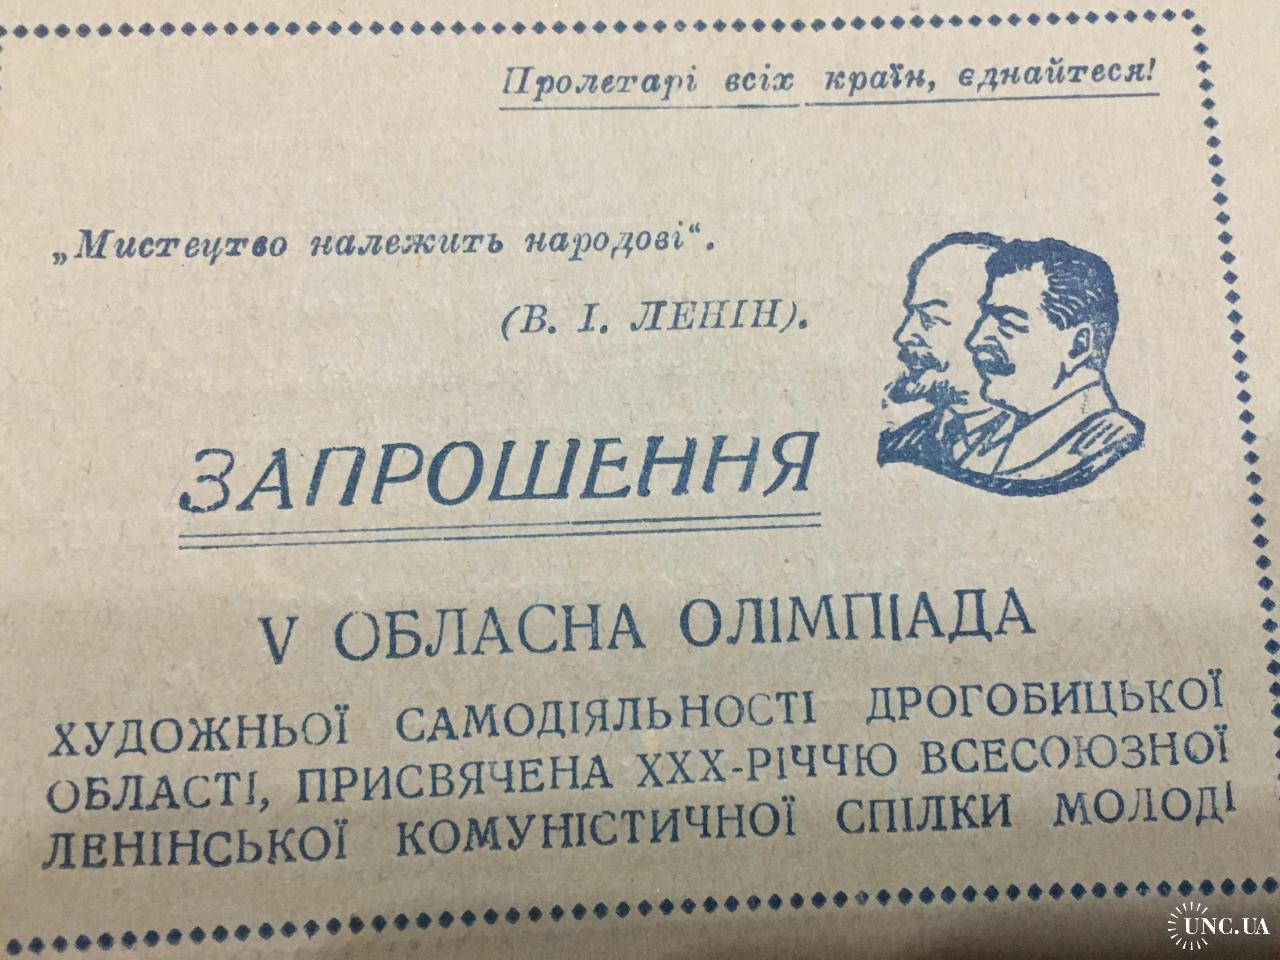 Пролетарі всіх країн, єднайтеся!
„Мистецтво належить народові“.
(В. І. ЛЕНІН).
ЗАПРОШЕННЯ
V ОБЛАСНА ОЛІМПІАДА
ХУДОЖНЬОЇ САМОДІЯЛЬНОСТІ ДРОГОБИЦЬКОЇ
ОБЛАСТІ, ПРИСВЯЧЕНА XXX-РІЧЧЮ ВСЕСОЮЗНОЇ
ЛЕНІНСЬКОЇ КОМУНІСТИЧНОЇ СПІЛКИ МОЛОДІ
UNC.UA